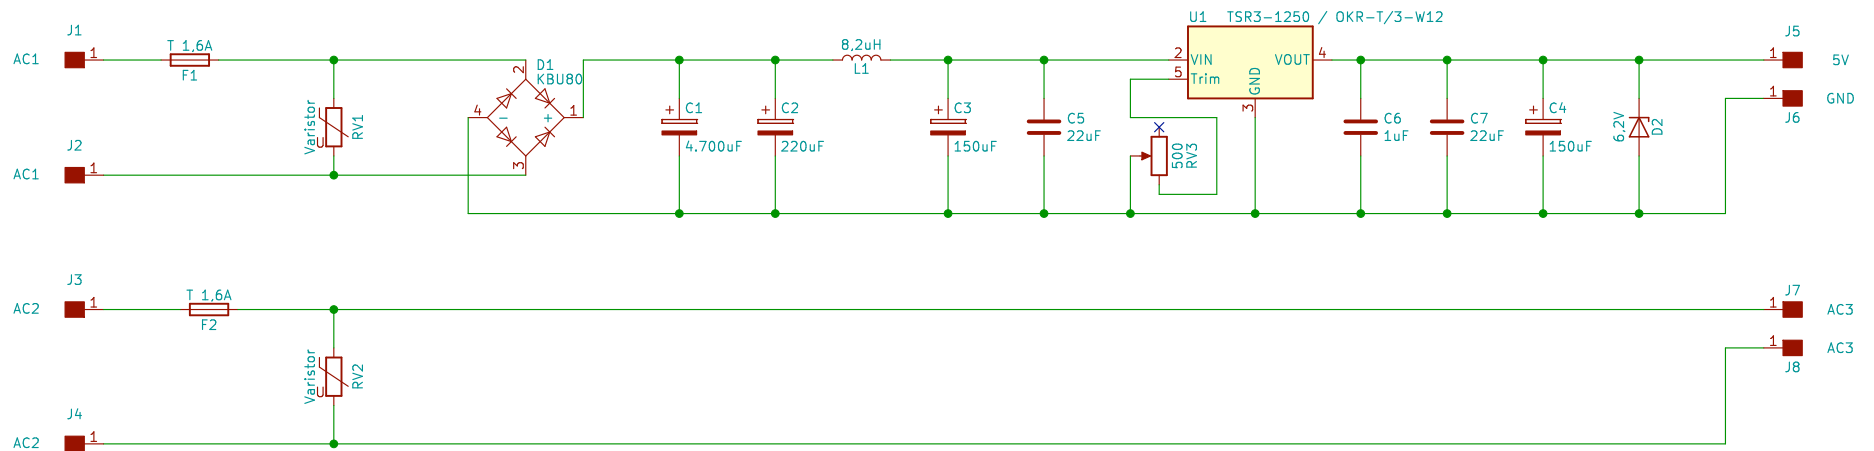 U1 TSR3-1250 / OKR-T/3-W12
J1
J5
AC1
1
T 1,6A
F1
8,2uH
L1
2
VIN
VOUT
4
1
5V
D1
KBU80
2
5
Trim
GND
3
1
GND
J6
4
-
+
1
3
Varistor
U
RV1
+
C1
4.700uF
+
C2
220uF
+
C3
150uF
C5
22uF
500
RV3
C6
1uF
C7
22uF
+
C4
150uF
6,2V
D2
J2
AC1
1
J3
AC2
1
T 1,6A
F2
J7
1
AC3
Varistor
U
RV2
1
AC3
J8
J4
AC2
1